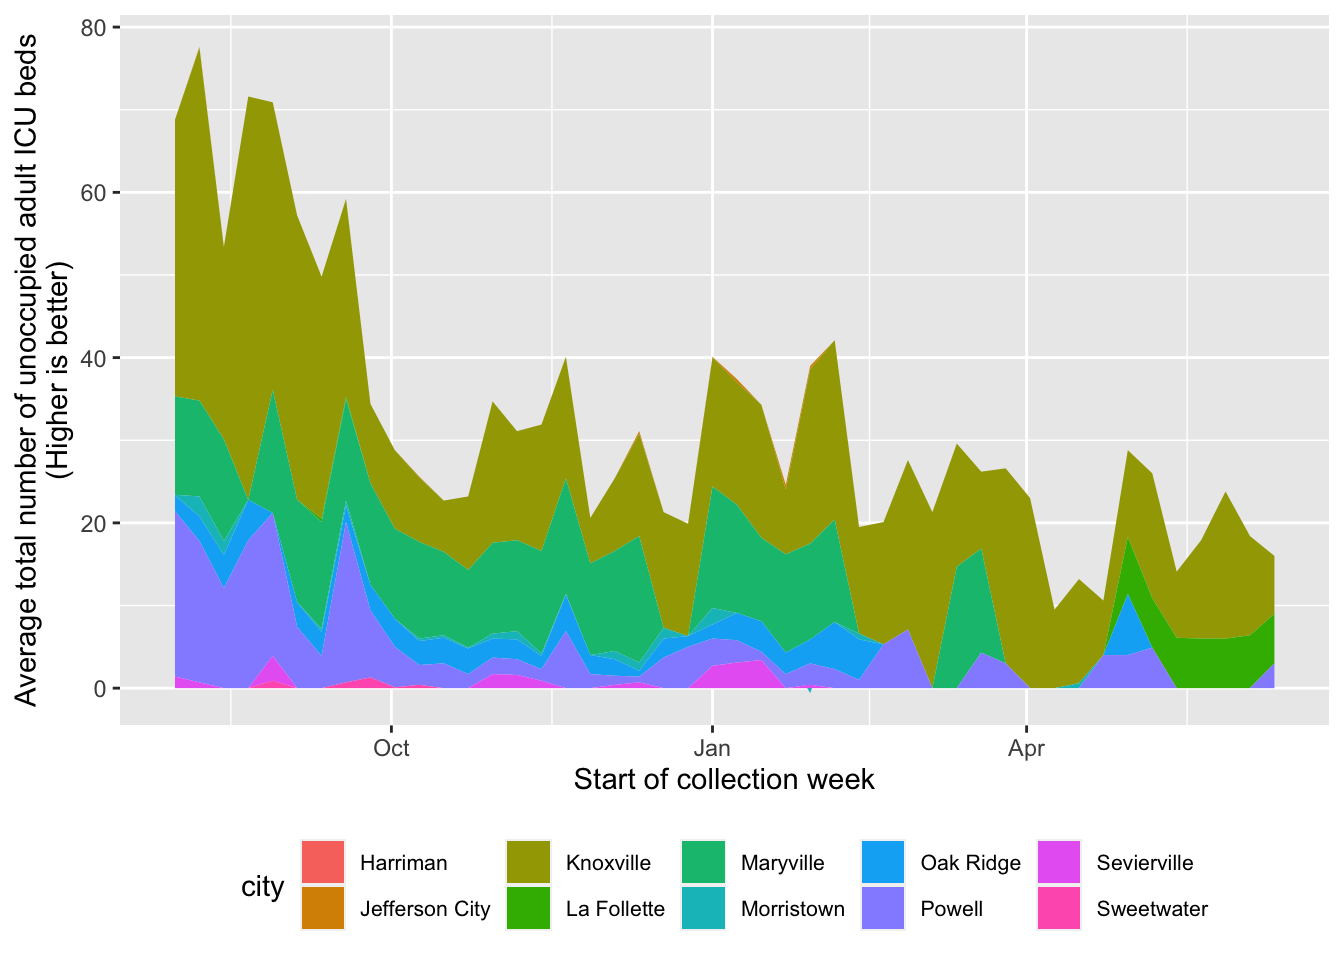 Average total number of unoccupied adult ICU beds
(Higher is better)
80
60
40
20
0
Oct
Jan
Apr
Start of collection week
city
Harriman
Knoxville
Maryville
Oak Ridge
Sevierville
Jefferson City
La Follette
Morristown
Powell
Sweetwater